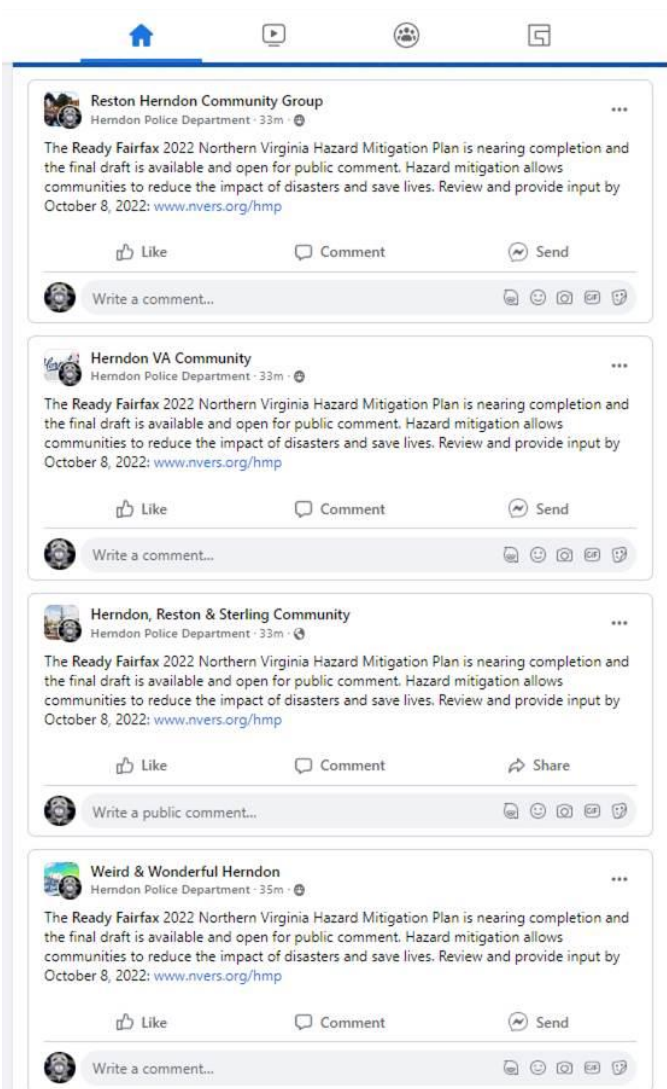 Reston Herndon Community Group
Herndon Police Department · 33m ·
The Ready Fairfax 2022 Northern Virginia Hazard Mitigation Plan is nearing completion and
the final draft is available and open for public comment. Hazard mitigation allows
communities to reduce the impact of disasters and save lives. Review and provide input by
October 8, 2022: www.nvers.org/hmp
Like Comment Send
Write a comment... GIF
Herndon VA Community
Herndon Police Department · 33m ·
The Ready Fairfax 2022 Northern Virginia Hazard Mitigation Plan is nearing completion and
the final draft is available and open for public comment. Hazard mitigation allows
communities to reduce the impact of disasters and save lives. Review and provide input by
October 8, 2022: www.nvers.org/hmp
Like Comment Send
Write a comment... GIF
Herndon, Reston & Sterling Community
Herndon Police Department · 33m ·
The Ready Fairfax 2022 Northern Virginia Hazard Mitigation Plan is nearing completion and
the final draft is available and open for public comment. Hazard mitigation allows
communities to reduce the impact of disasters and save lives. Review and provide input by
October 8, 2022: www.nvers.org/hmp
Like Comment Share
Write a public comment... GIF
Weird & Wonderful Herndon
Herndon Police Department · 35m ·
The Ready Fairfax 2022 Northern Virginia Hazard Mitigation Plan is nearing completion and
the final draft is available and open for public comment. Hazard mitigation allows
communities to reduce the impact of disasters and save lives. Review and provide input by
October 8, 2022: www.nvers.org/hmp
Like Comment Send
Write a comment... GIF